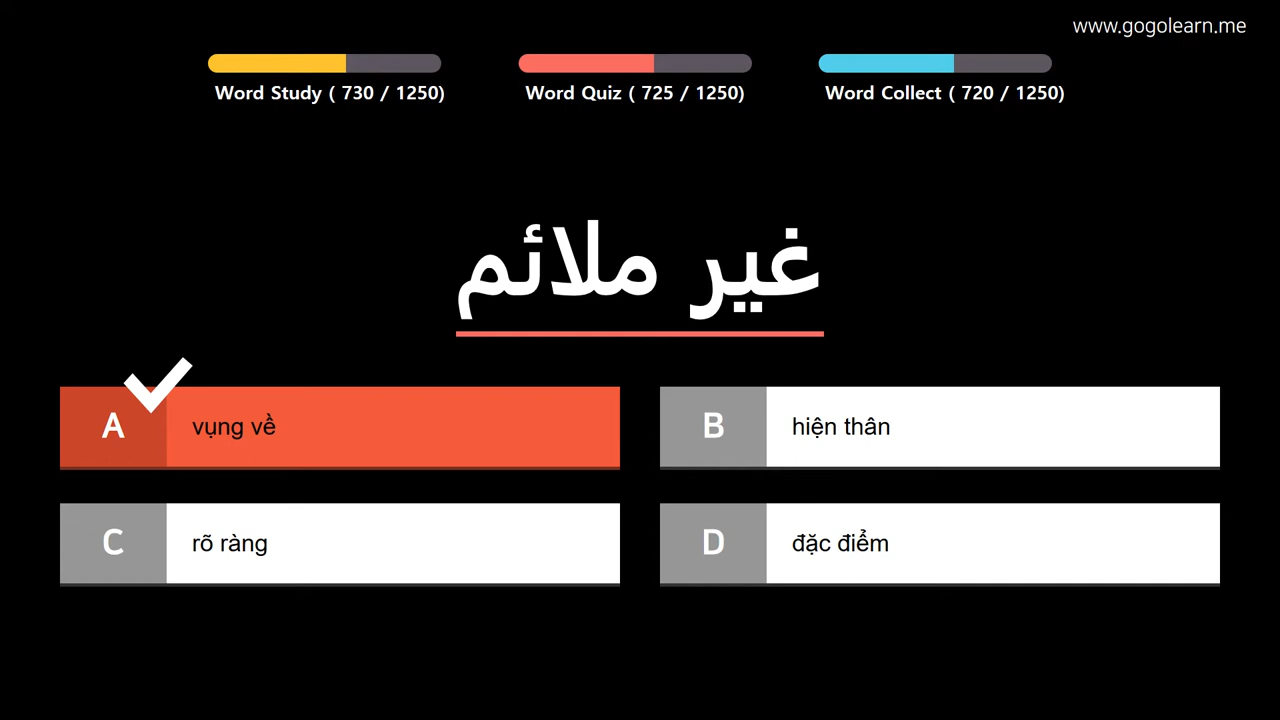 www.gogolearn.me
Word Study ( 730 / 1250)
Word Quiz ( 725 / 1250)
Word Collect ( 720 / 1250)
غير ملائم
A vụng về
B hiện thân
C rõ ràng
D đặc điểm